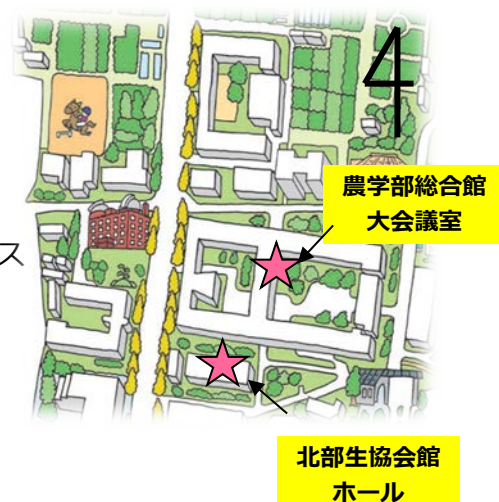 農学部総合館
大会議室
ス
北部生協会館
ホール